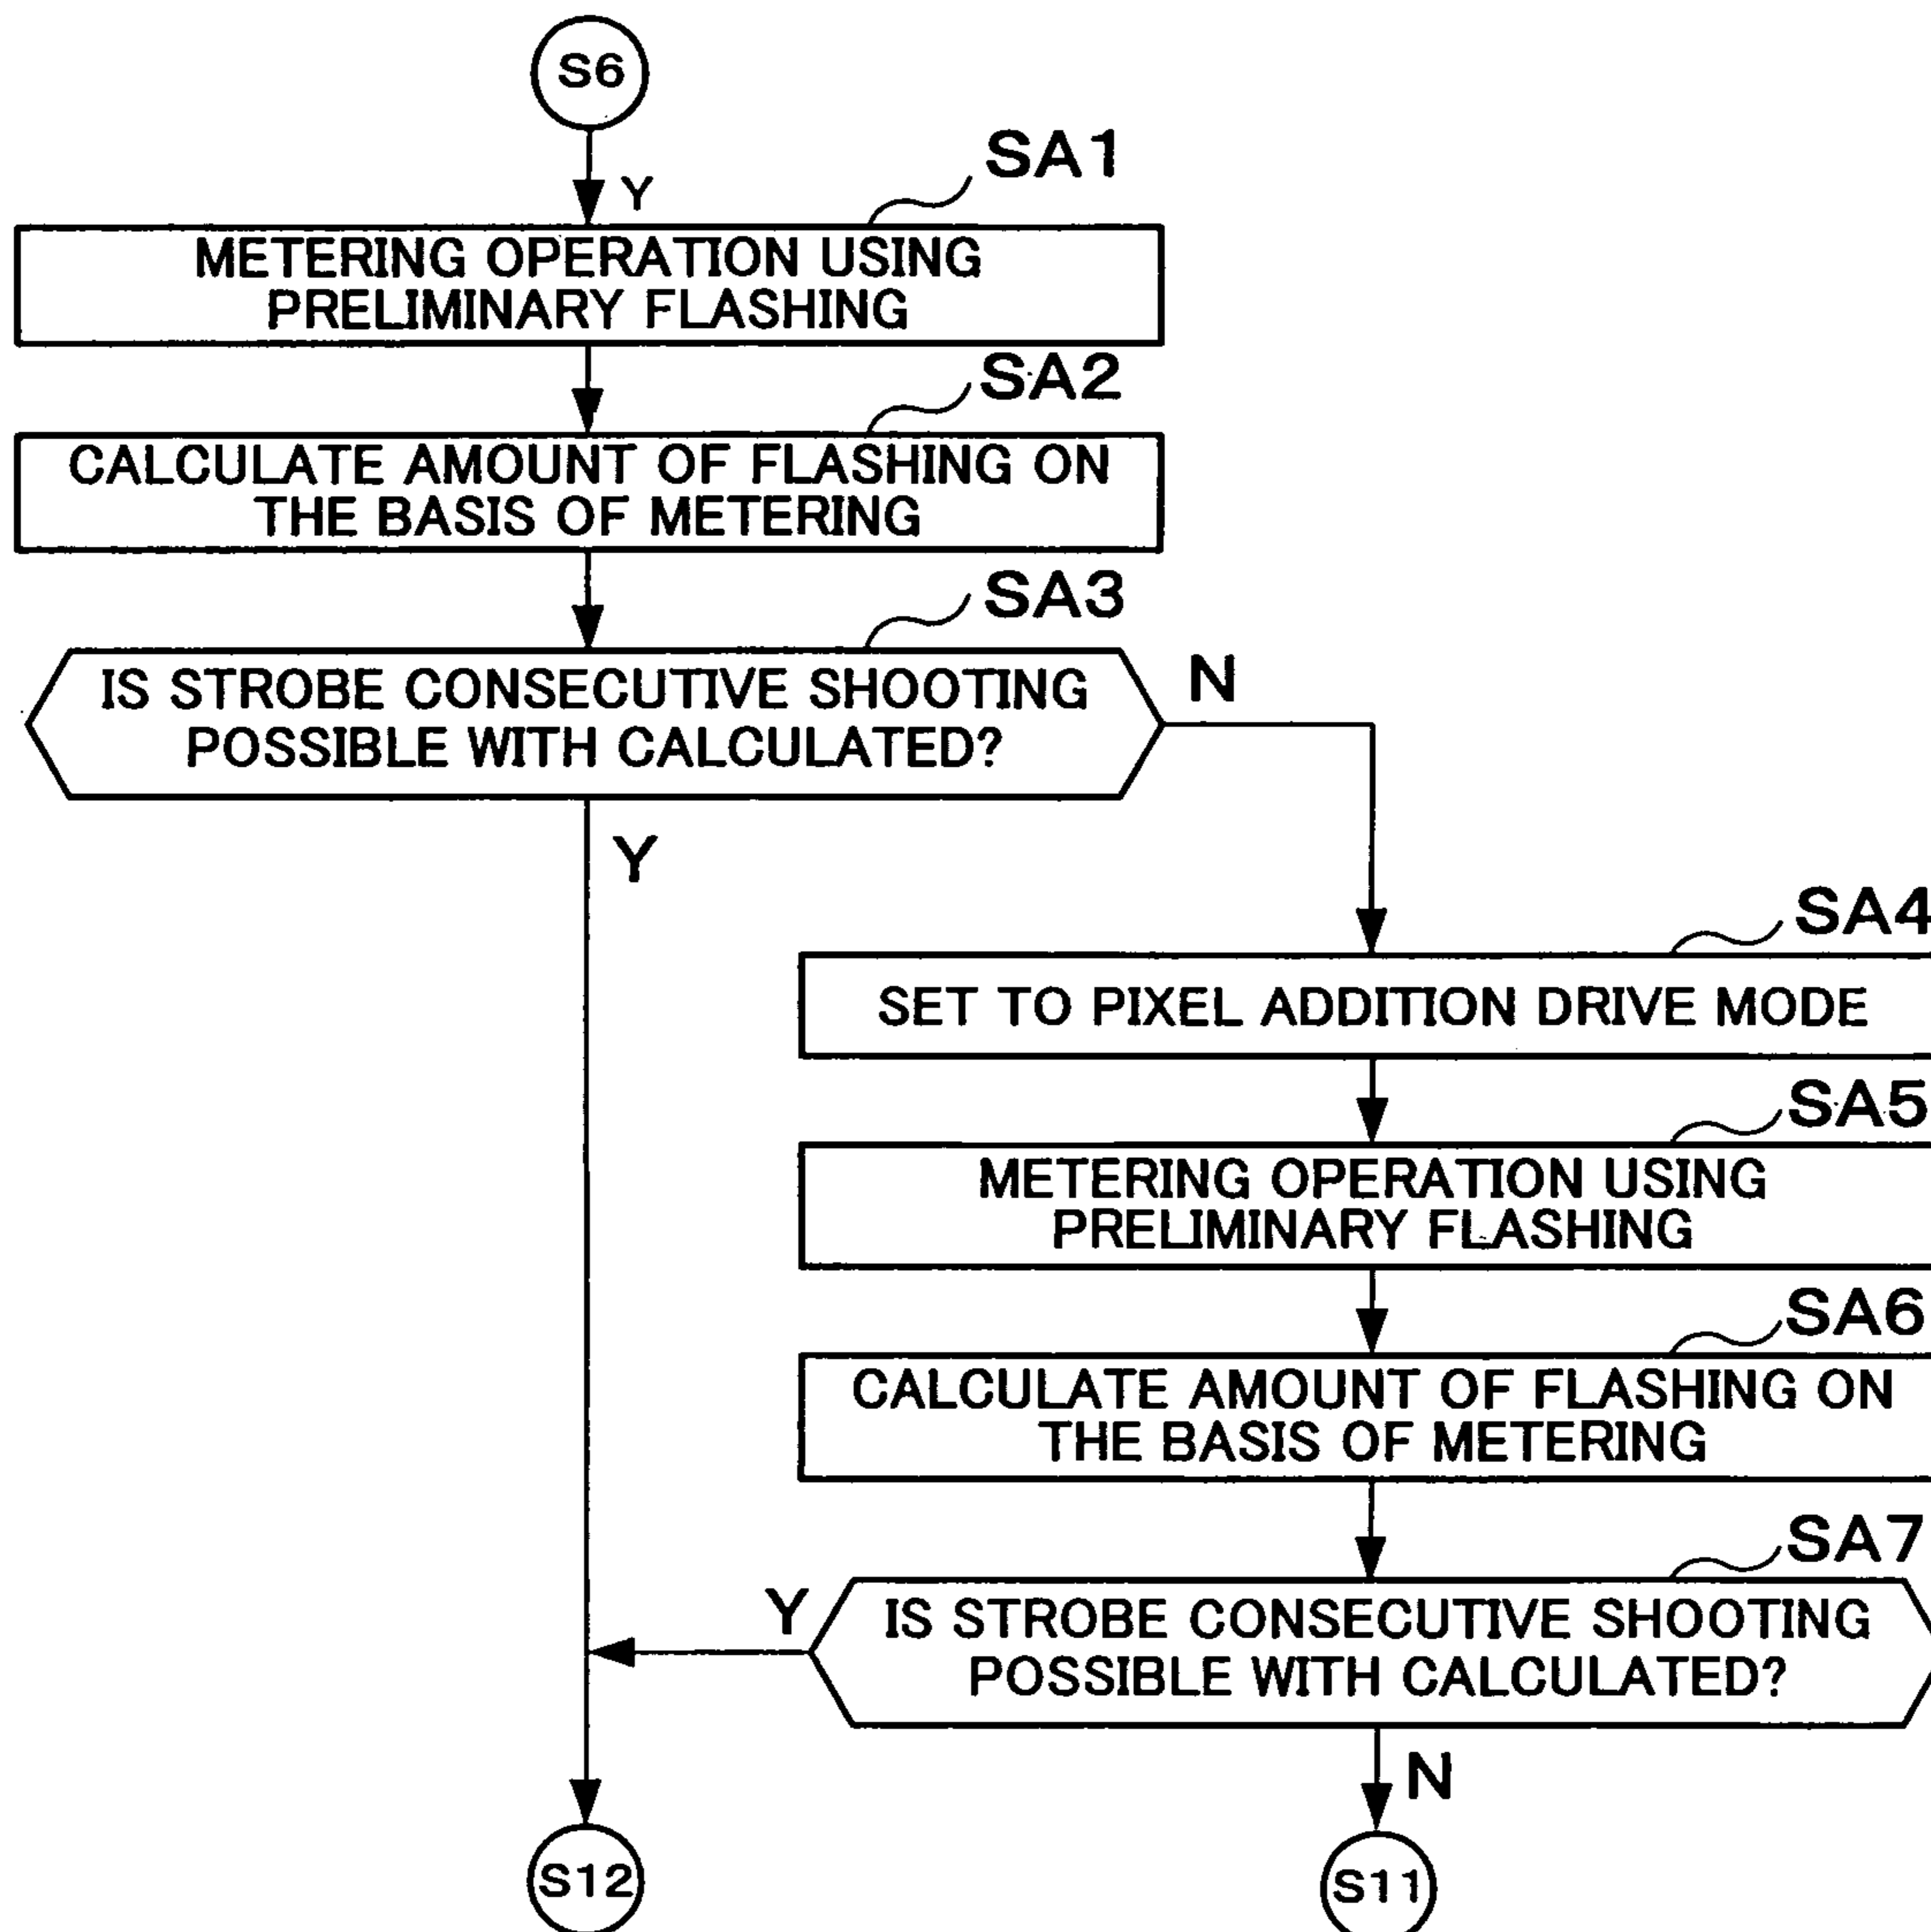 S6
Y
SA1
METERING OPERATION USING
PRELIMINARY FLASHING
SA2
CALCULATE AMOUNT OF FLASHING ON
THE BASIS OF METERING
SA3
IS STROBE CONSECUTIVE SHOOTING
POSSIBLE WITH CALCULATED?
N
Y
SA4
SET TO PIXEL ADDITION DRIVE MODE
SA5
METERING OPERATION USING
PRELIMINARY FLASHING
SA6
CALCULATE AMOUNT OF FLASHING ON
THE BASIS OF METERING
SA7
Y
IS STROBE CONSECUTIVE SHOOTING
POSSIBLE WITH CALCULATED?
N
S12
S11